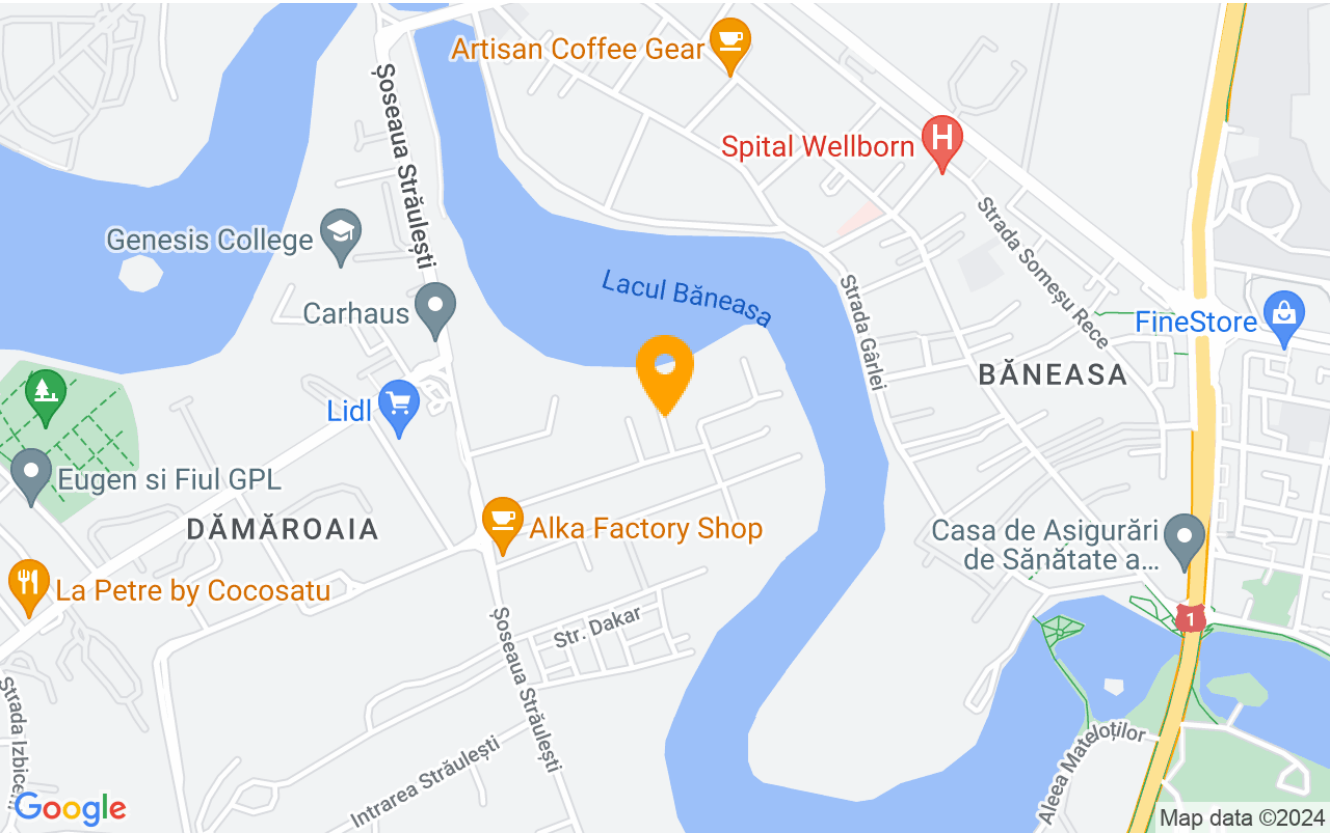 Artisan Coffee Gear
Șoseaua Străulești
Spital Wellborn
H
Genesis College
Strada Someșu Rece
Lacul Băneasa
Carhaus
Strada Gârlei
FineStore
BĂNEASA
Lidl
Eugen si Fiul GPL
DĂMĂROAIA
Alka Factory Shop
Casa de Asigurări
de Sănătate a...
La Petre by Cocosatu
Str. Dakar
1
Șoseaua Străulești
Strada Izbice...
Intrarea Străulești
Aleea Mateloților
Google
Map data ©2024